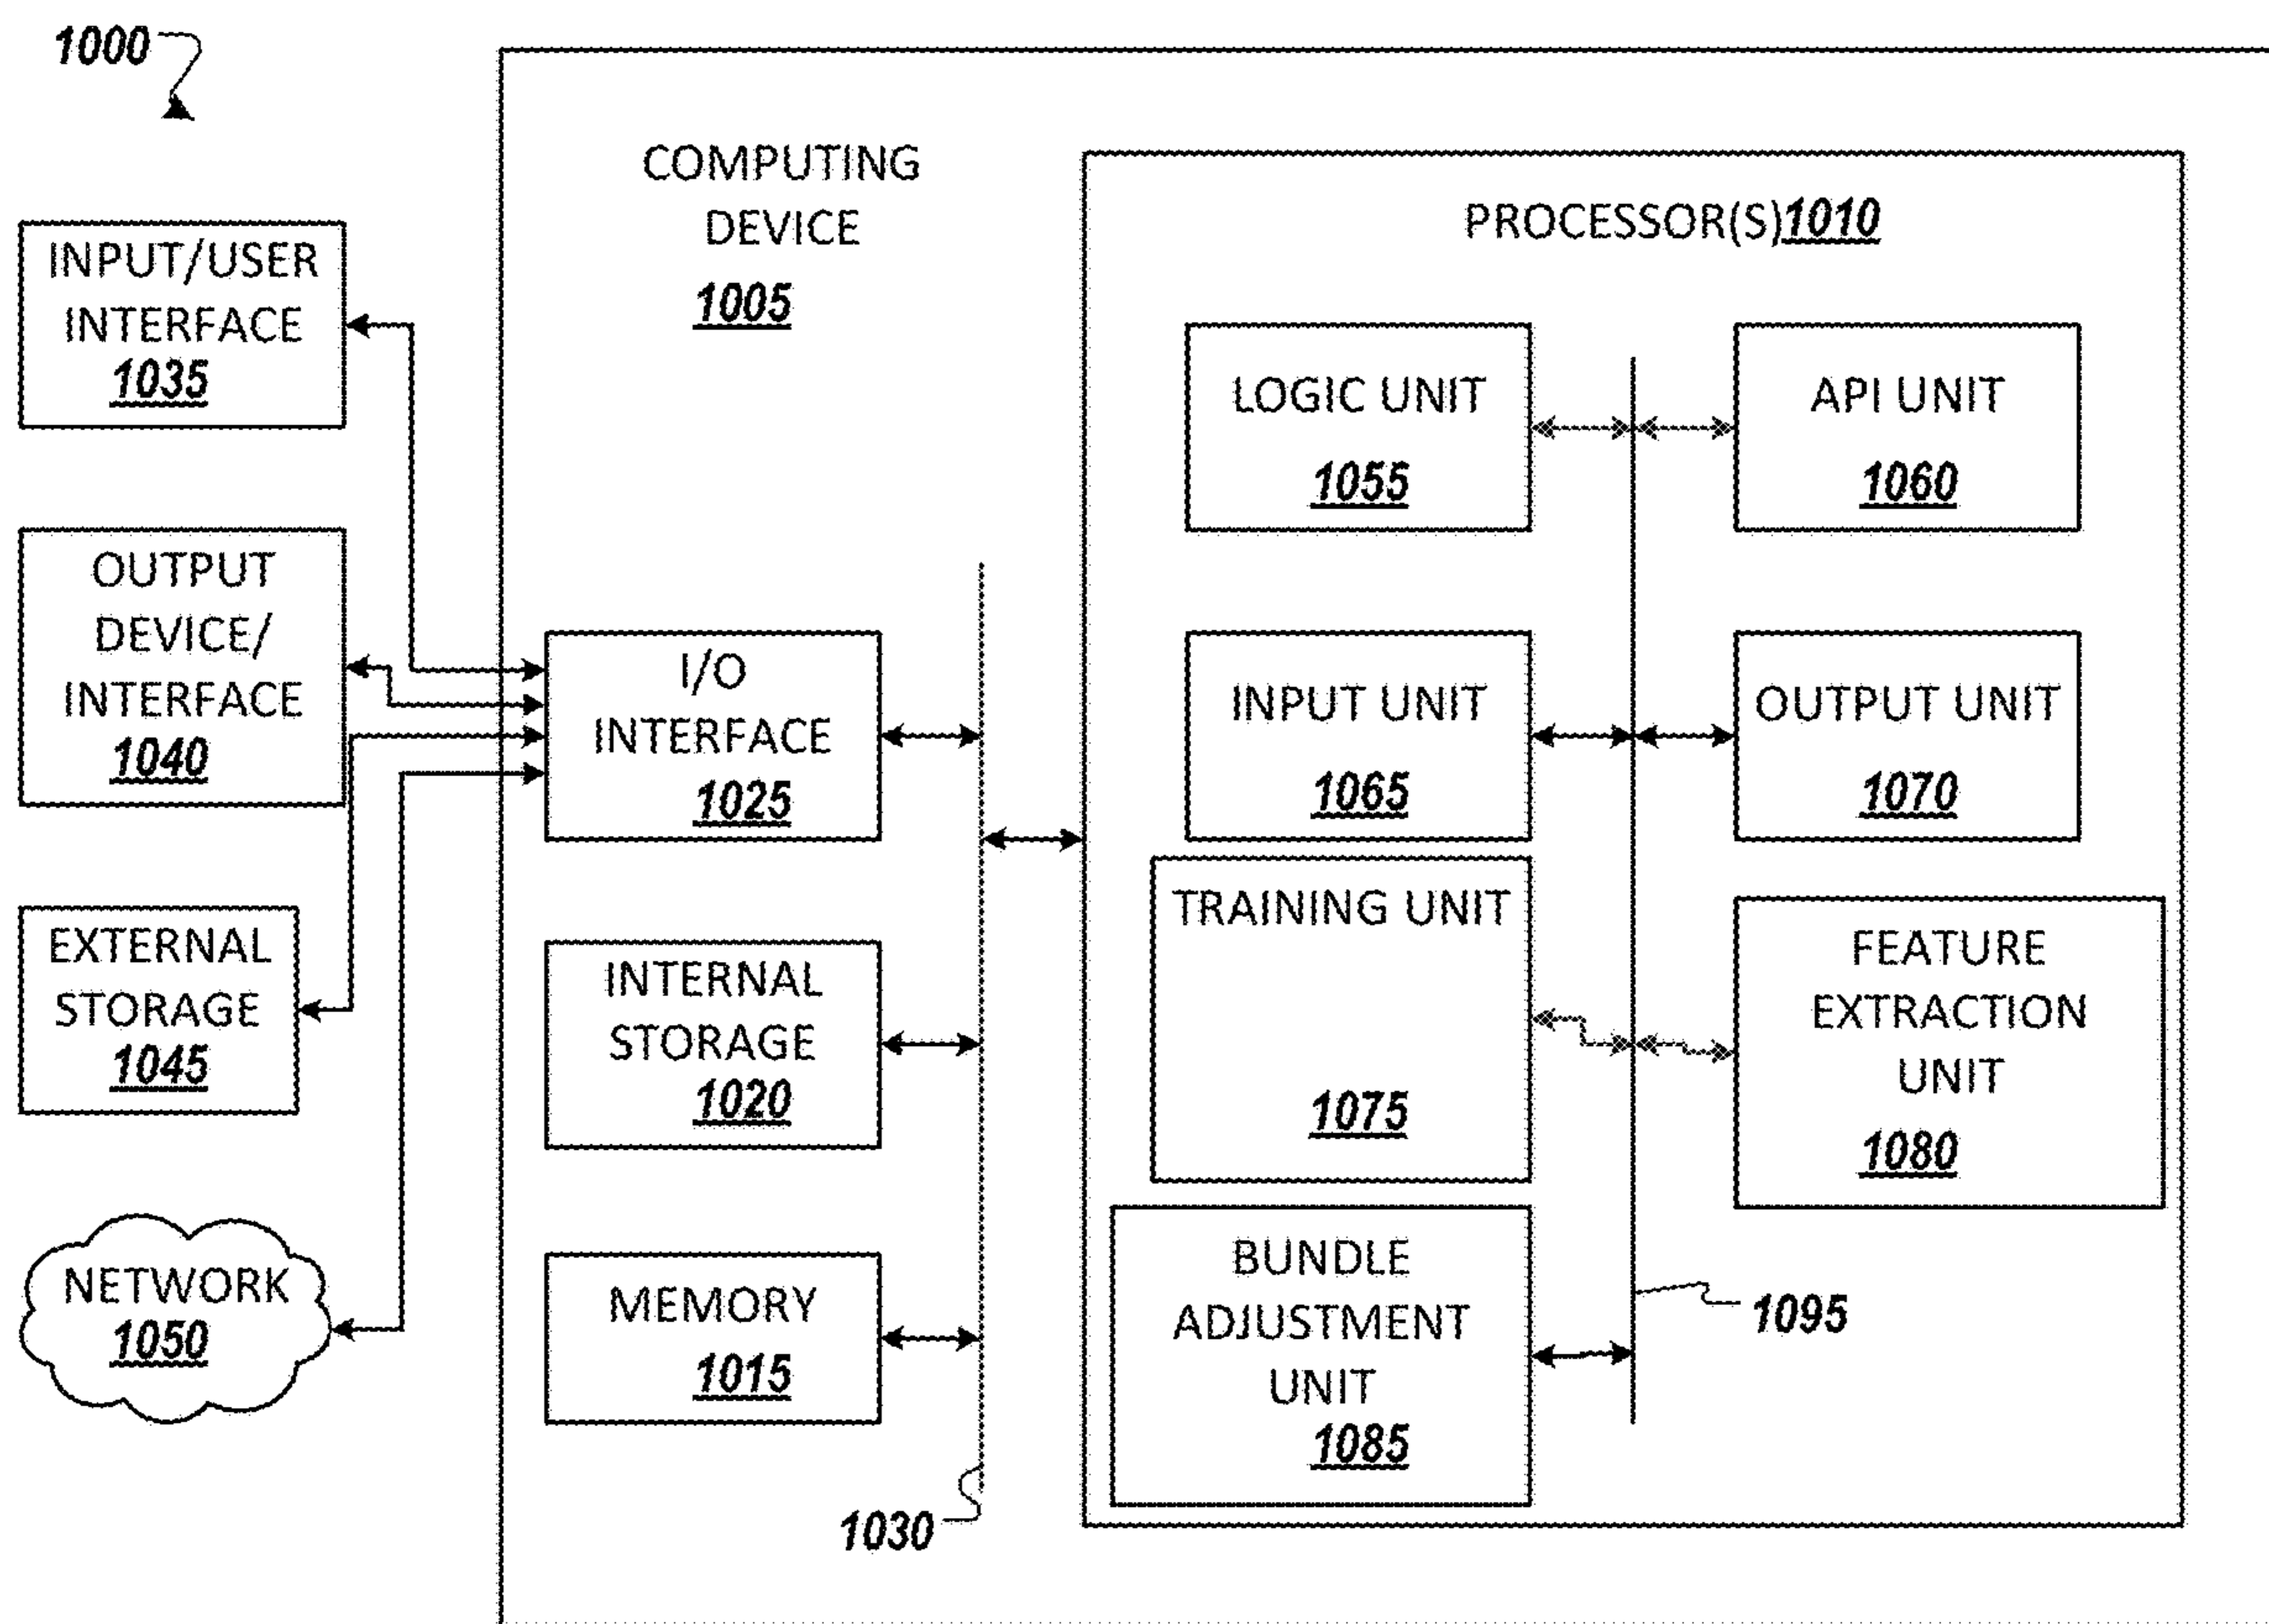 1000
COMPUTING
DEVICE
1005
PROCESSOR(S) 1010
INPUT/USER
INTERFACE
1035
OUTPUT
DEVICE/
INTERFACE
1040
EXTERNAL
STORAGE
1045
NETWORK
1050
I/O
INTERFACE
1025
INTERNAL
STORAGE
1020
MEMORY
1015
1030
LOGIC UNIT
1055
API UNIT
1060
INPUT UNIT
1065
OUTPUT UNIT
1070
TRAINING UNIT
1075
FEATURE
EXTRACTION
UNIT
1080
BUNDLE
ADJUSTMENT
UNIT
1085
1095